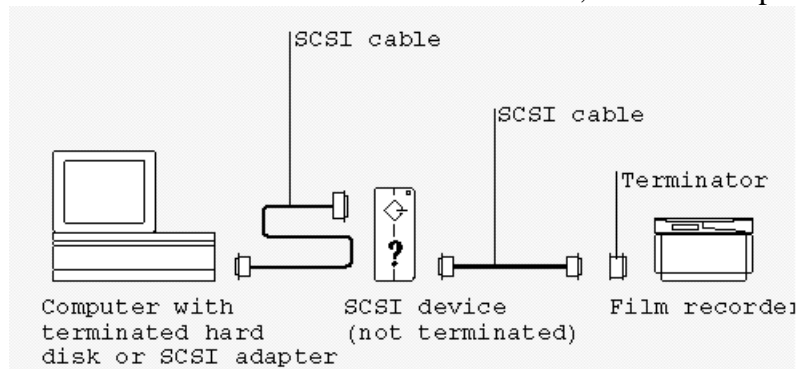 SCSI cable
SCSI cable
Terminator
?
Computer with
terminated hard
disk or SCSI adapter
SCSI device
(not terminated)
Film recorder